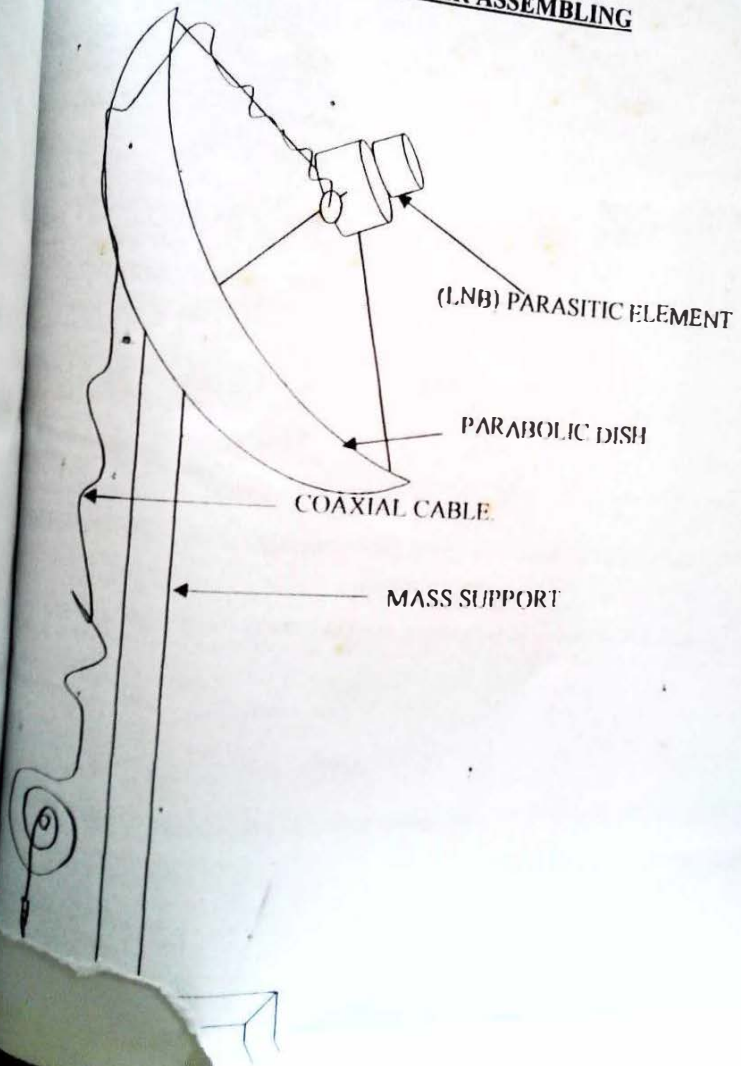 ASSEMBLING
(LNB) PARASITIC ELEMENT
PARABOLIC DISH
COAXIAL CABLE
MASS SUPPORT